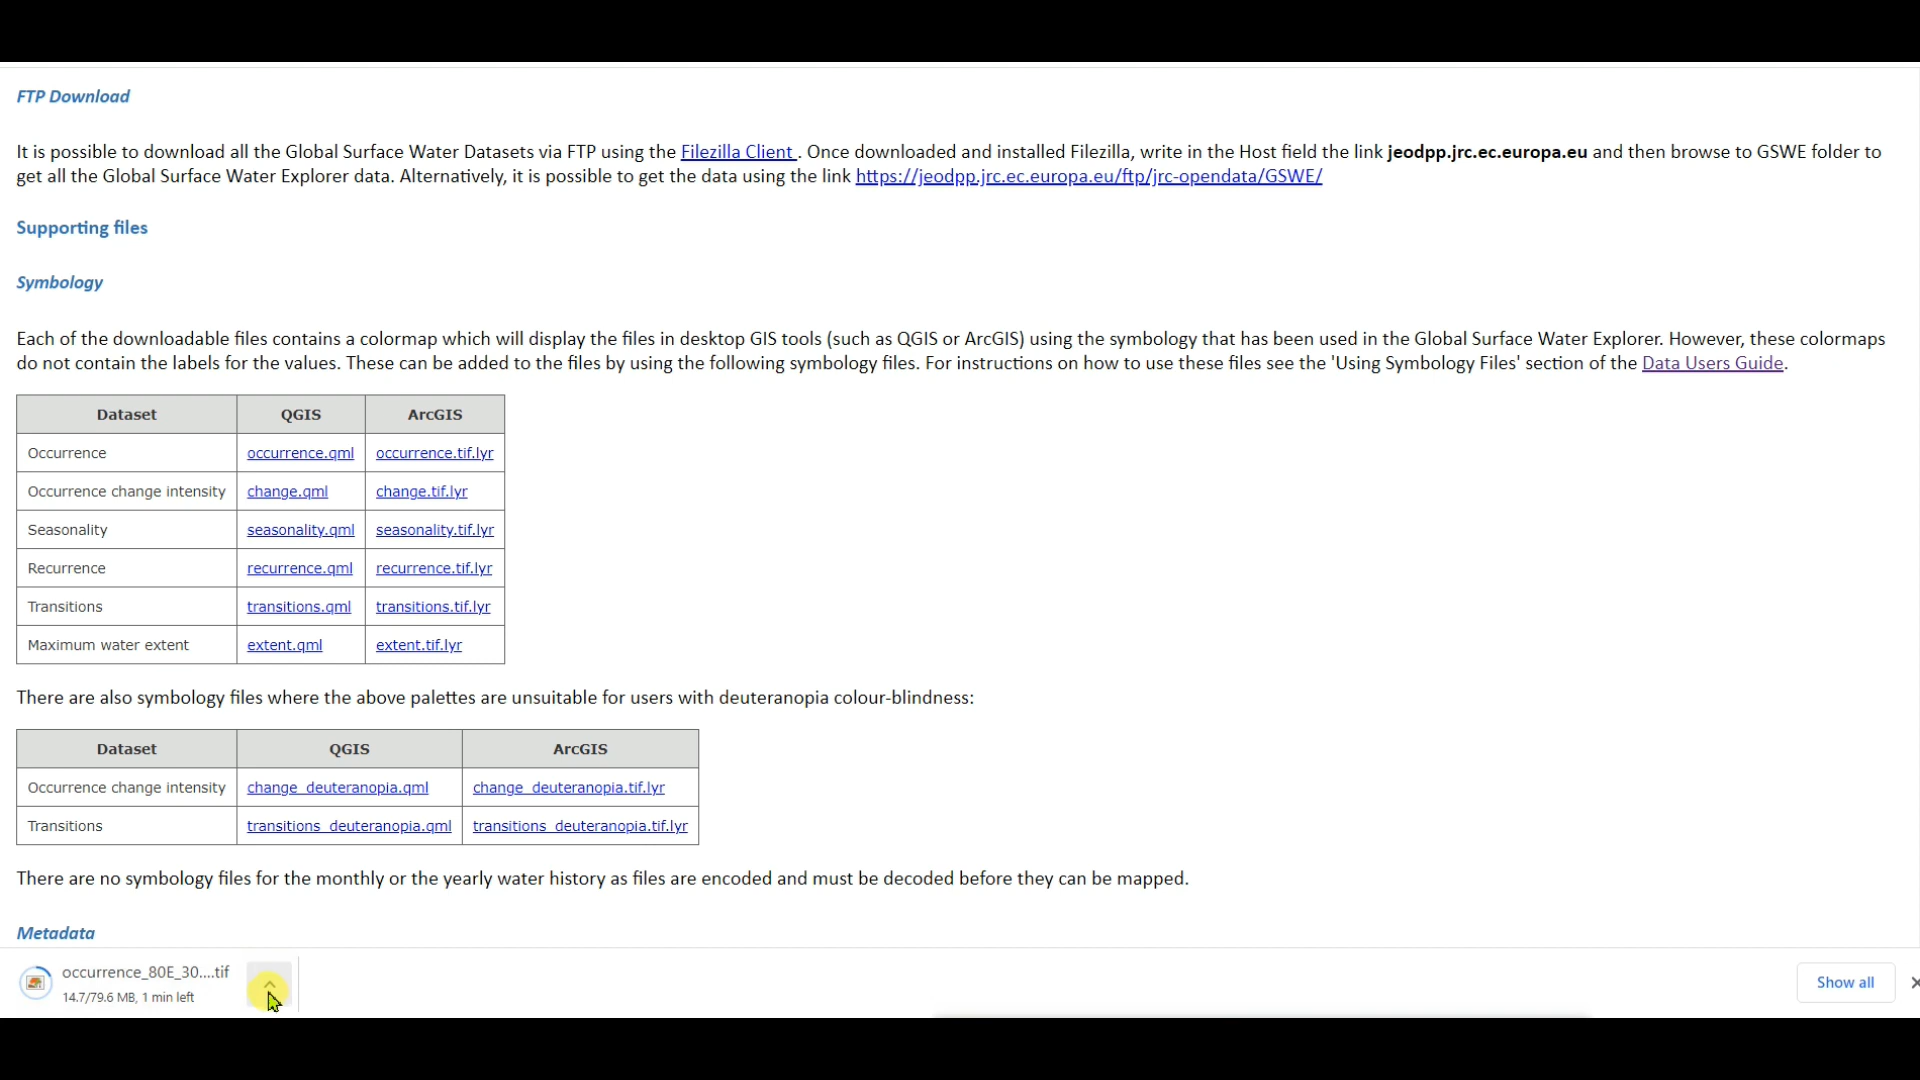 FTP Download
It is possible to download all the Global Surface Water Datasets via FTP using the Filezilla Client . Once downloaded and installed Filezilla, write in the Host field the link jeodpp.jrc.ec.europa.eu and then browse to GSWE folder to
get all the Global Surface Water Explorer data. Alternatively, it is possible to get the data using the link https://jeodpp.jrc.ec.europa.eu/ftp/jrc-opendata/GSWE/
Supporting files
Symbology
Each of the downloadable files contains a colormap which will display the files in desktop GIS tools (such as QGIS or ArcGIS) using the symbology that has been used in the Global Surface Water Explorer. However, these colormaps
do not contain the labels for the values. These can be added to the files by using the following symbology files. For instructions on how to use these files see the 'Using Symbology Files' section of the Data Users Guide.
Dataset QGIS ArcGIS
Occurrence occurrence.qml occurrence.tif.lyr
Occurrence change intensity change.qml change.tif.lyr
Seasonality seasonality.qml seasonality.tif.lyr
Recurrence recurrence.qml recurrence.tif.lyr
Transitions transitions.qml transitions.tif.lyr
Maximum water extent extent.qml extent.tif.lyr
There are also symbology files where the above palettes are unsuitable for users with deuteranopia colour-blindness:
Dataset QGIS ArcGIS
Occurrence change intensity change_deuteranopia.qml change_deuteranopia.tif.lyr
Transitions transitions_deuteranopia.qml transitions_deuteranopia.tif.lyr
There are no symbology files for the monthly or the yearly water history as files are encoded and must be decoded before they can be mapped.
Metadata
occurrence_80E_30....tif
14.7/79.6 MB, 1 min left
Show all